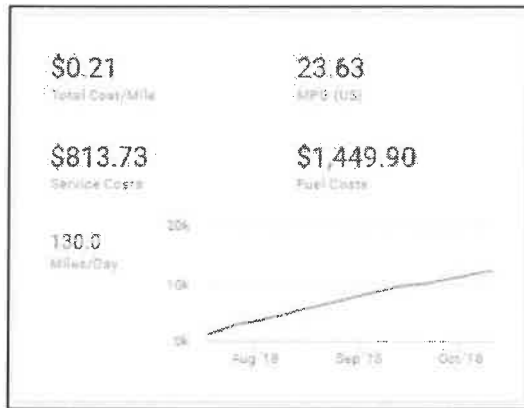 $0.21 23.63
Total Cost/Mile MPG (US)
$813.73 $1,449.90
Service Costs Fuel Costs
130.0
Miles/Day
20k
10k
0k
Aug '18 Sep '18 Oct '18